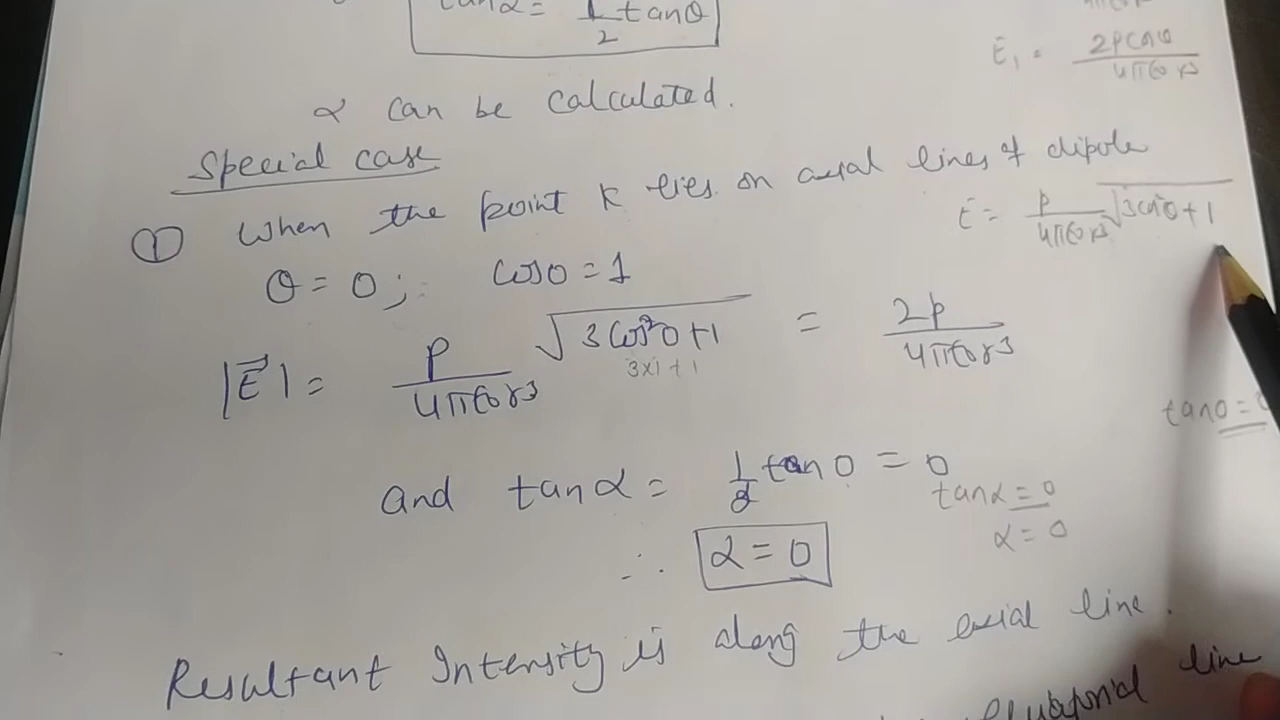 tanα = 1/2 tanθ
E₁ = 2pcosθ / 4πε₀r³
α can be calculated.
Special case
① When the point K lies on axial lines of dipole
E = p / 4πε₀r³ √3cos²θ+1
θ = 0 ; cos0 = 1
|E⃗| = p / 4πε₀r³ √3cos²0+1 = 2p / 4πε₀r³
3×1+1
tan0 =
and tanα = 1/2 tan0 = 0
tanα = 0
∴ α = 0
α = 0
Resultant Intensity is along the axial line.
line